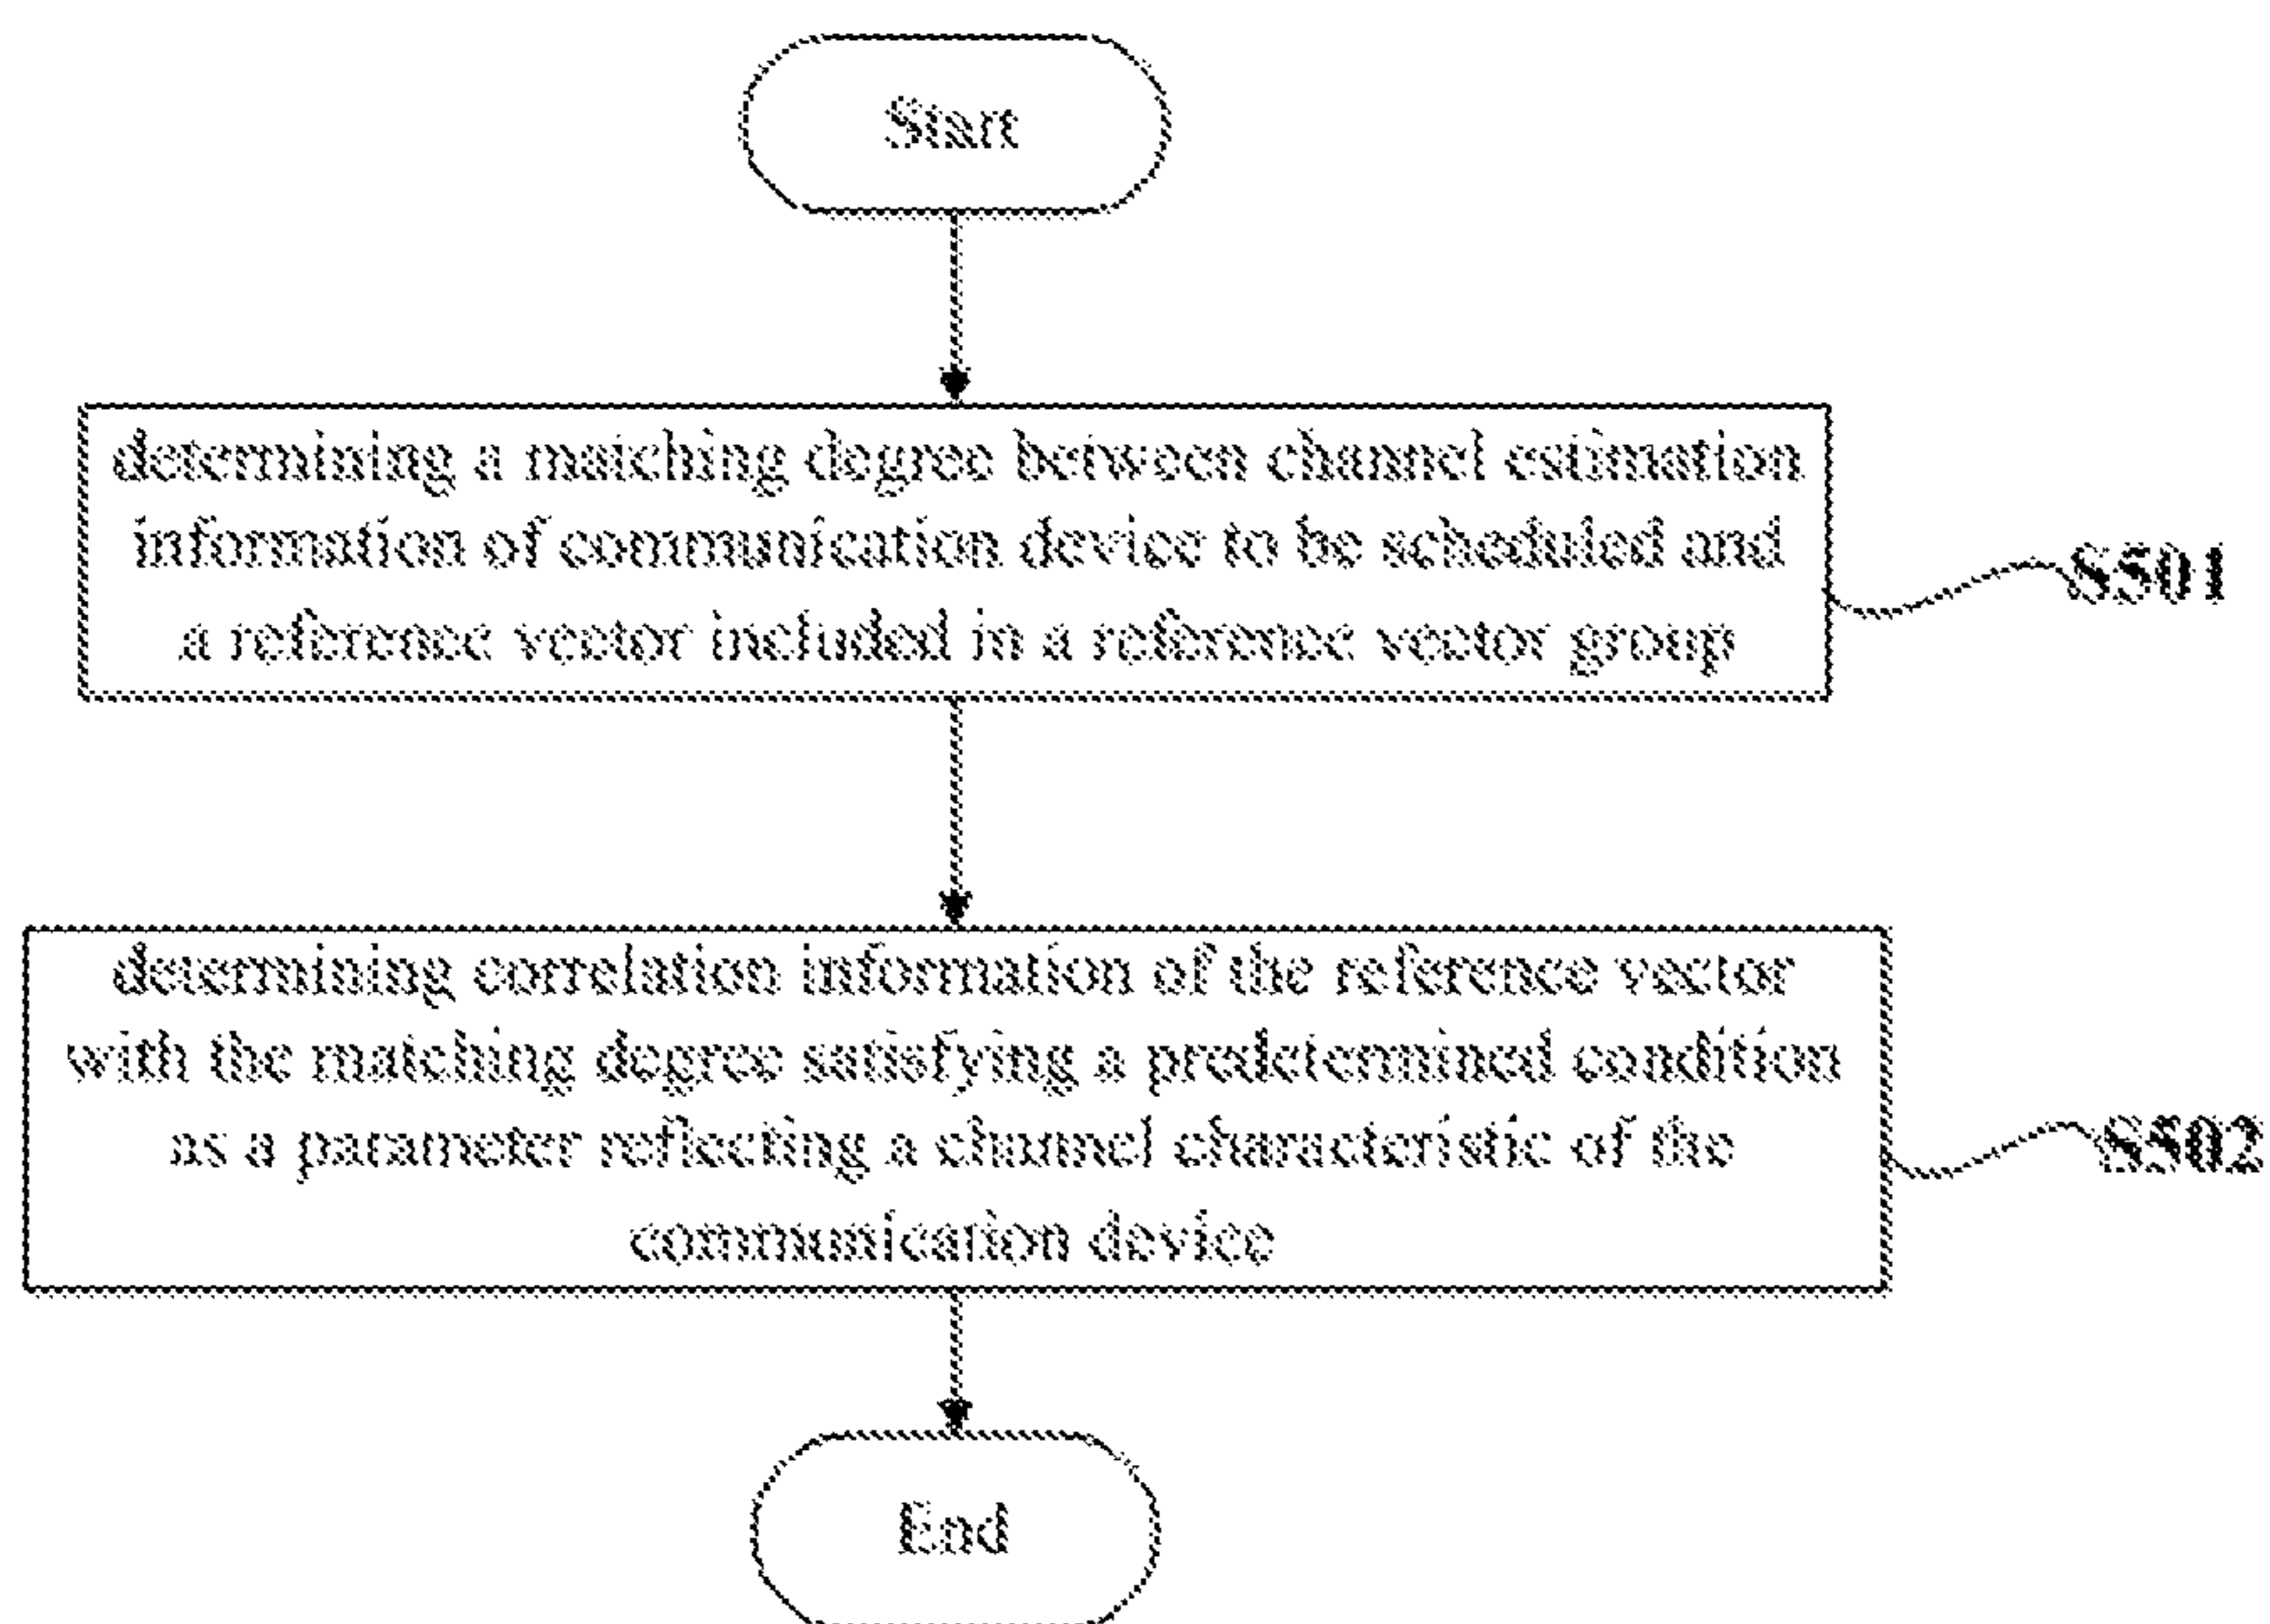 Start
determining a matching degree between channel estimation
information of communication device to be scheduled and
a reference vector included in a reference vector group
S501
determining correlation information of the reference vector
with the matching degree satisfying a predetermined condition
as a parameter reflecting a channel characteristic of the
communication device
S502
End